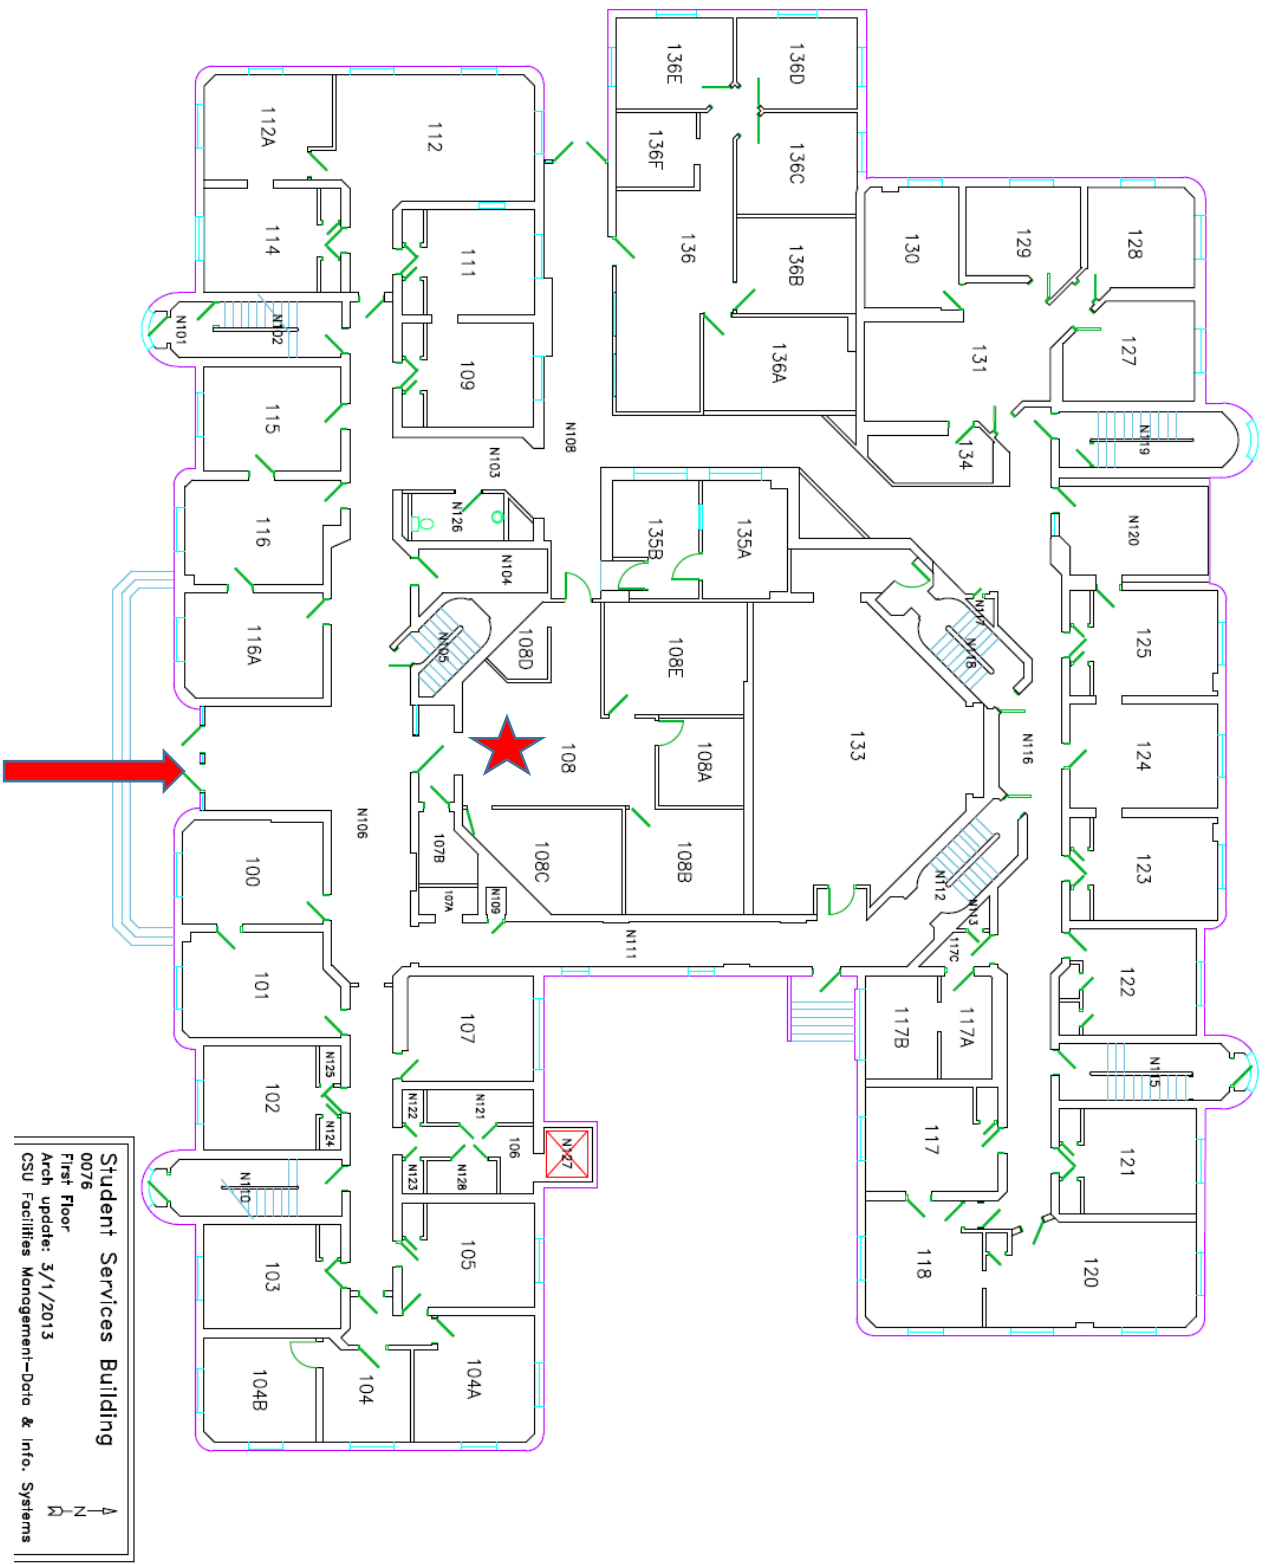 136E
136D
112A
112
136F
136C
114
111
136
136B
130
129
128
N101
N102
109
136A
131
127
115
N108
N103
134
N119
116
N126
135B
135A
N120
N104
116A
N105
108D
108E
N117
N118
125
108
108A
133
N116
124
N106
100
107B
108C
108B
123
107A
N109
N112
N113
101
N111
117C
122
107
117B
117A
N115
N125
102
N124
N122
N121
106
N127
N123
N128
117
121
N110
103
105
118
120
104B
104
104A
Student Services Building
0076
First Floor
Arch update: 3/1/2013
CSU Facilities Management-Data & Info. Systems
N